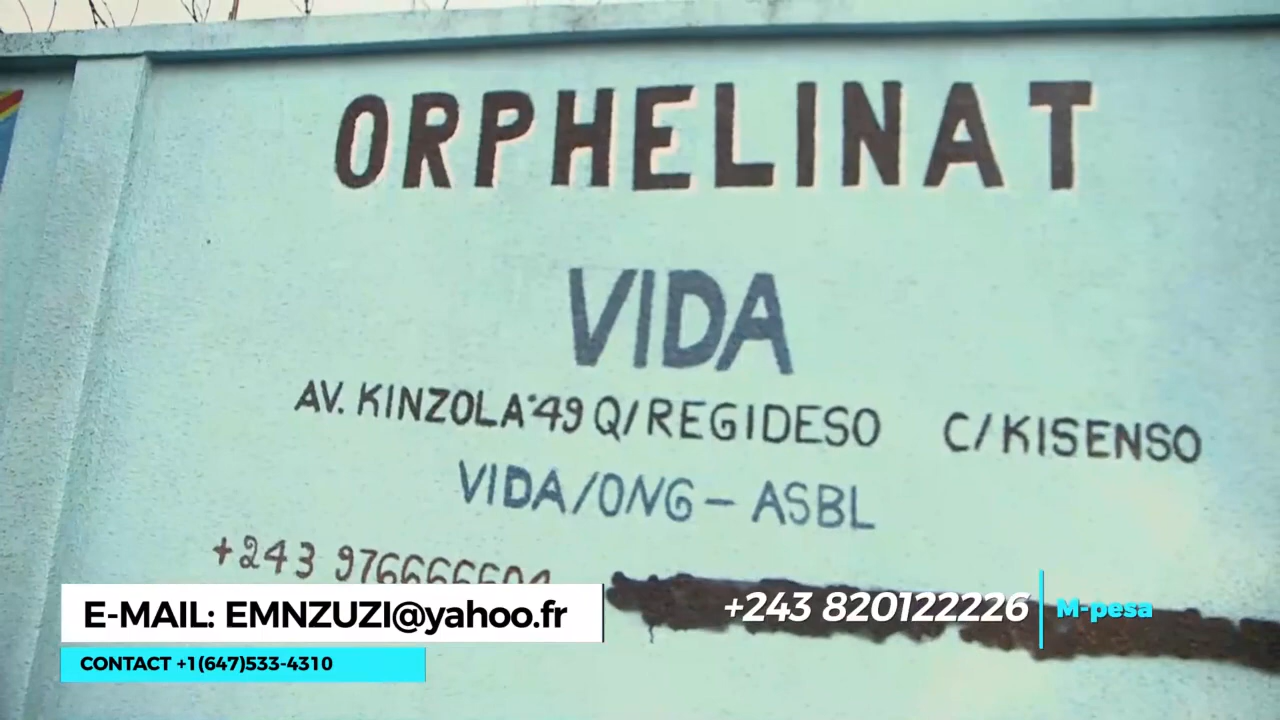 ORPHELINAT
VIDA
AV. KINZOLA°49 Q/REGIDESO C/KISENSO
VIDA/ONG - ASBL
+243
E-MAIL: EMNZUZI@yahoo.fr
+243 820122226 M-pesa
CONTACT +1(647)533-4310